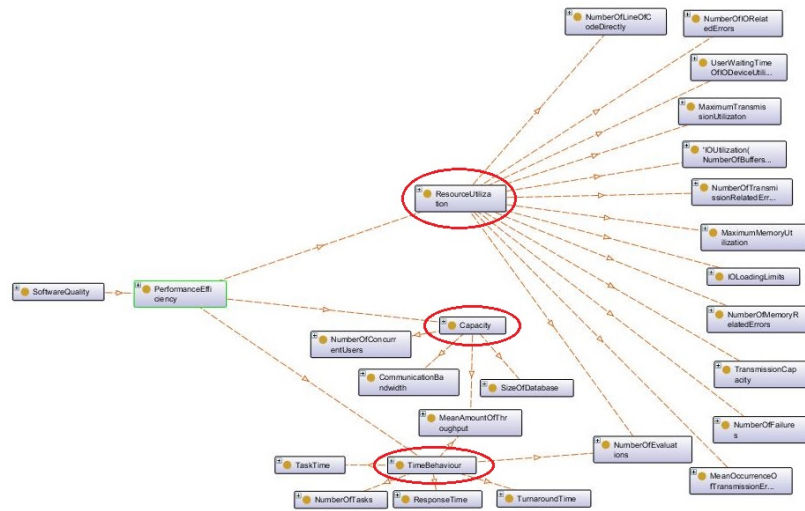 NumberOfLineOfC
odeDirectly
NumberOfIORelat
edErrors
UserWaitingTime
OfIODeviceUtili...
MaximumTransmis
sionUtilizaton
'IOUtilization(
NumberOfBuffers...
ResourceUtiliza
tion
NumberOfTransmi
ssionRelatedErr...
MaximumMemoryUt
ilization
IOLoadingLimits
SoftwareQuality
PerformanceEffi
ciency
NumberOfMemoryR
elatedErrors
Capacity
NumberOfConcurr
entUsers
TransmissionCap
acity
CommunicationBa
ndwidth
SizeOfDatabase
MeanAmountOfThr
oughput
NumberOfFailure
s
NumberOfEvaluat
ions
TaskTime
TimeBehaviour
MeanOccurrenceO
fTransmissionEr...
NumberOfTasks
ResponseTime
TurnaroundTime